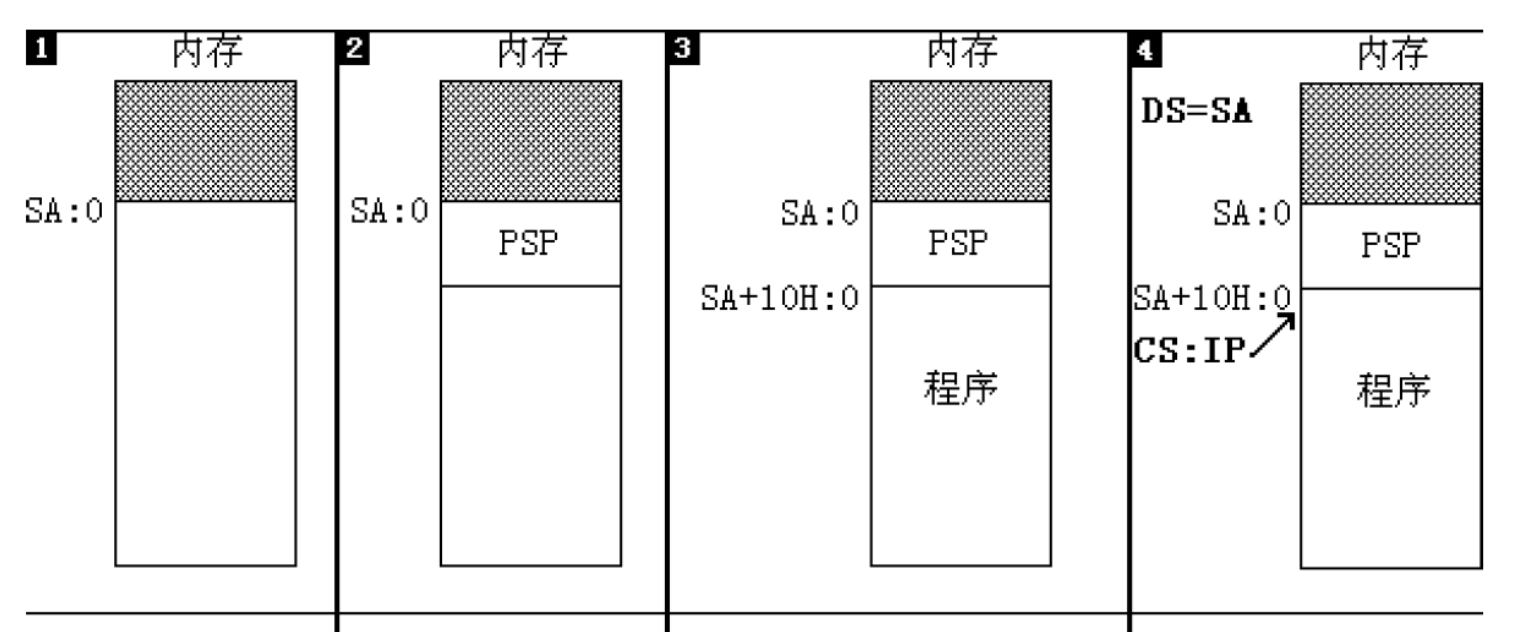 1 内存
SA:0
2 内存
SA:0
PSP
3 内存
SA:0
PSP
SA+10H:0
程序
4 内存
DS=SA
SA:0
PSP
SA+10H:0
CS:IP
程序